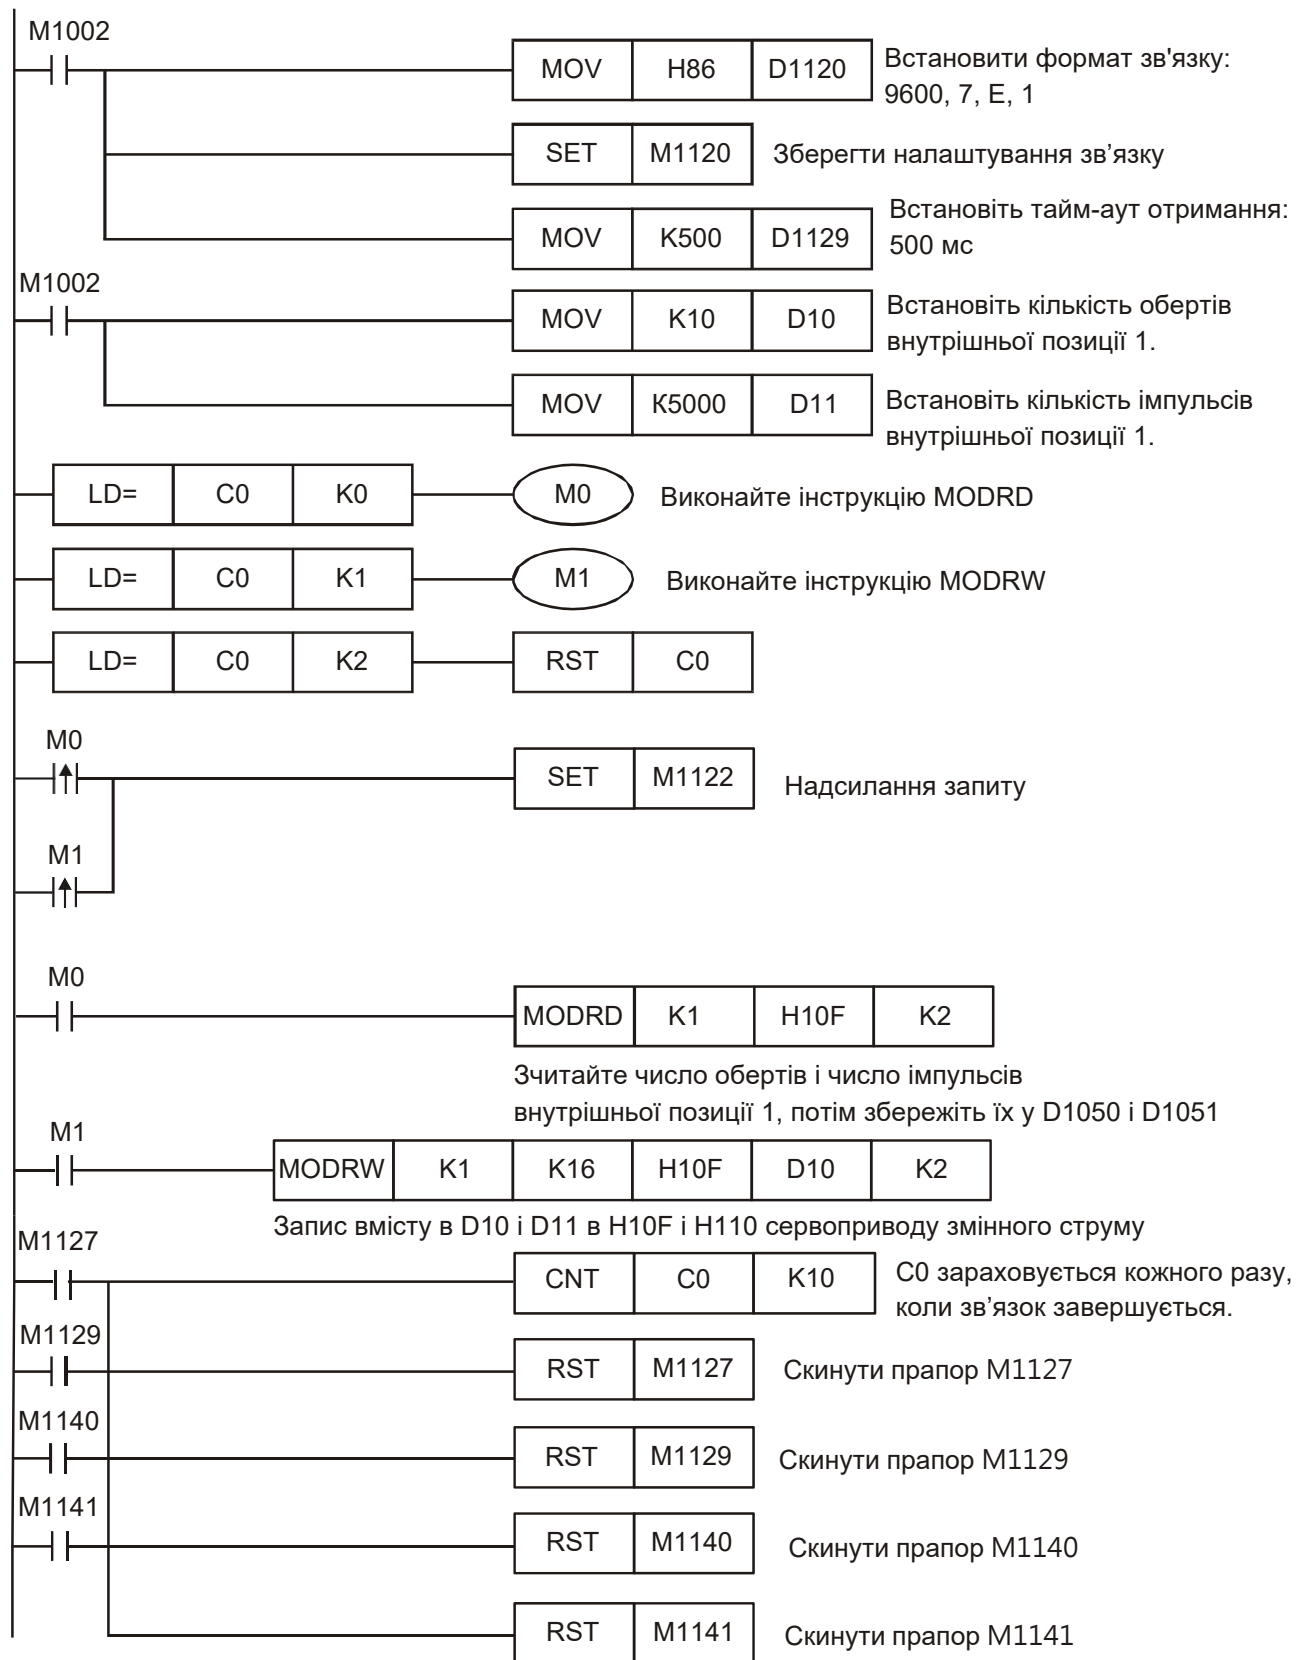 M1002
MOV H86 D1120 Встановити формат зв'язку:
9600, 7, E, 1
SET M1120 Зберегти налаштування зв’язку
MOV K500 D1129 Встановіть тайм-аут отримання:
500 мс
M1002
MOV K10 D10 Встановіть кількість обертів
внутрішньої позиції 1.
MOV К5000 D11 Встановіть кількість імпульсів
внутрішньої позиції 1.
LD= C0 K0 M0 Виконайте інструкцію MODRD
LD= C0 K1 M1 Виконайте інструкцію MODRW
LD= C0 K2 RST C0
M0
SET M1122 Надсилання запиту
M1
M0
MODRD K1 H10F K2
Зчитайте число обертів і число імпульсів
внутрішньої позиції 1, потім збережіть їх у D1050 і D1051
M1
MODRW K1 K16 H10F D10 K2
Запис вмісту в D10 і D11 в H10F і H110 сервоприводу змінного струму
M1127
CNT C0 K10 C0 зараховується кожного разу,
коли зв’язок завершується.
M1129
RST M1127 Скинути прапор M1127
M1140
RST M1129 Скинути прапор M1129
M1141
RST M1140 Скинути прапор M1140
RST M1141 Скинути прапор M1141